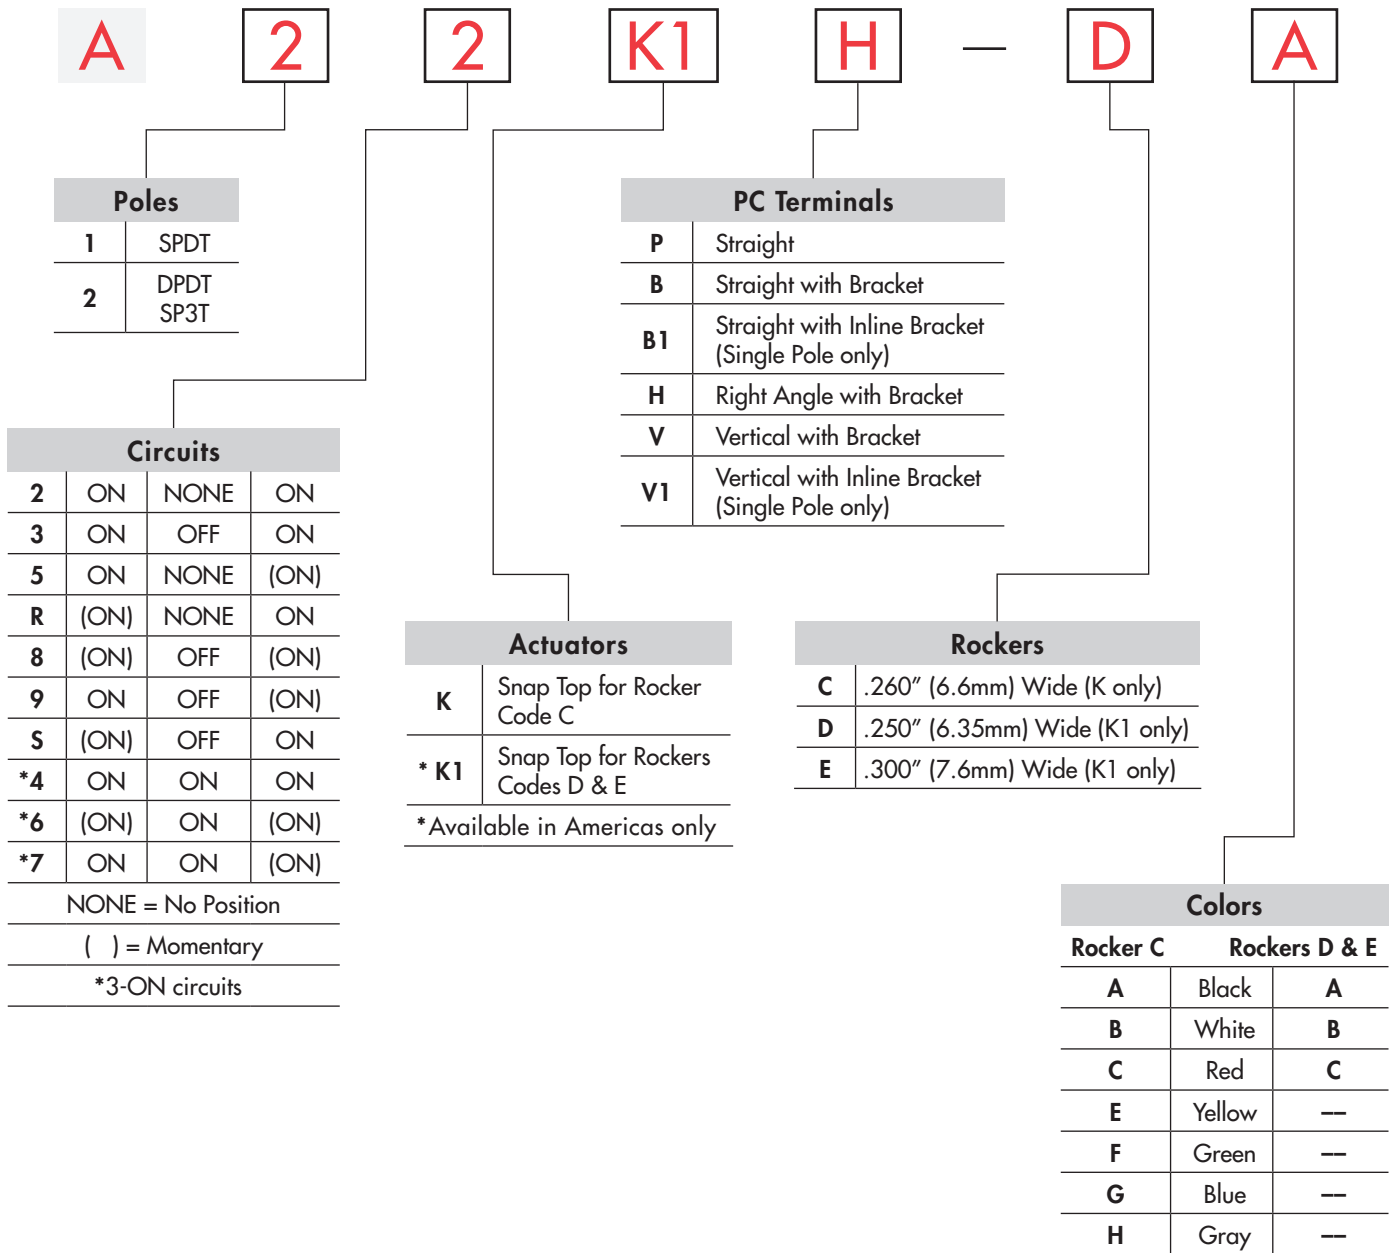 A 2 2 K1 H — D A
Poles
1 SPDT
2 DPDT
SP3T
PC Terminals
P Straight
B Straight with Bracket
B1 Straight with Inline Bracket
(Single Pole only)
H Right Angle with Bracket
V Vertical with Bracket
V1 Vertical with Inline Bracket
(Single Pole only)
Circuits
2 ON NONE ON
3 ON OFF ON
5 ON NONE (ON)
R (ON) NONE ON
8 (ON) OFF (ON)
9 ON OFF (ON)
S (ON) OFF ON
*4 ON ON ON
*6 (ON) ON (ON)
*7 ON ON (ON)
NONE = No Position
( ) = Momentary
*3-ON circuits
Actuators
K Snap Top for Rocker
Code C
* K1 Snap Top for Rockers
Codes D & E
*Available in Americas only
Rockers
C .260" (6.6mm) Wide (K only)
D .250" (6.35mm) Wide (K1 only)
E .300" (7.6mm) Wide (K1 only)
Colors
Rocker C Rockers D & E
A Black A
B White B
C Red C
E Yellow —
F Green —
G Blue —
H Gray —